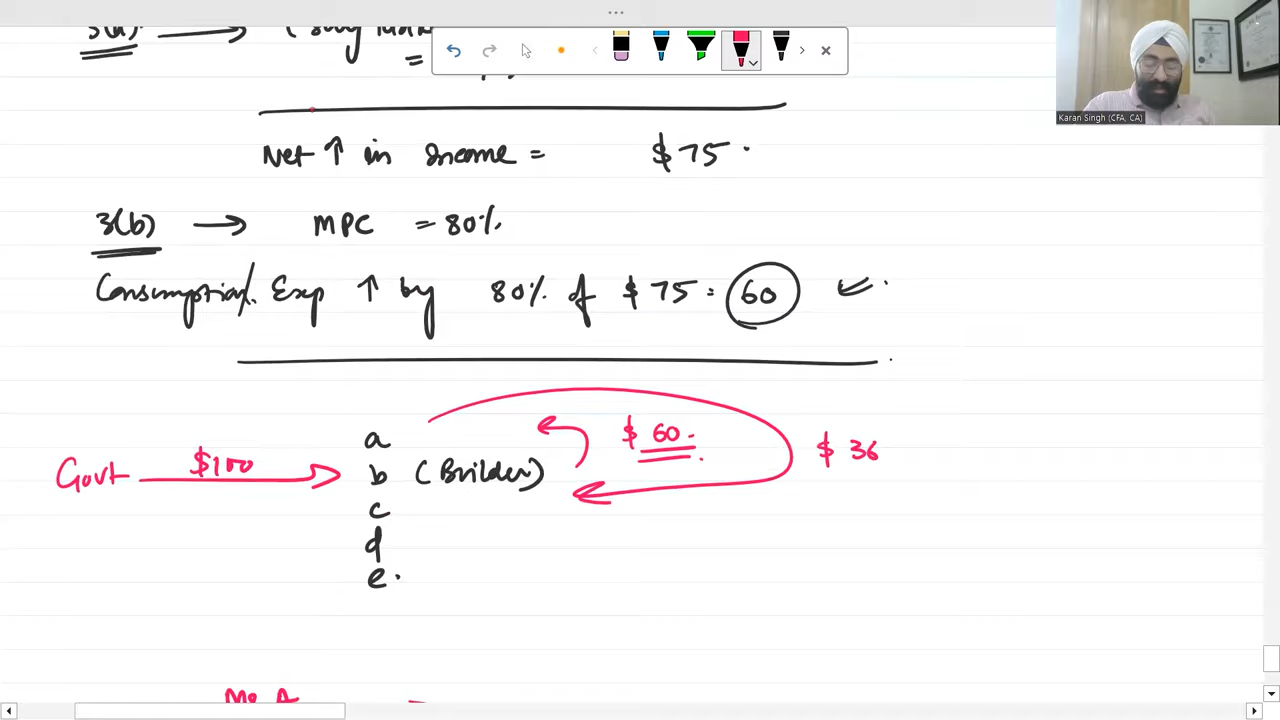 3(a) →
=
Net ↑ in Income = $75.
3(b) → MPC = 80%.
Consumption/. Exp ↑ by 80% of $75 = 60
a
$60.
$36
Govt $100 b (Builder)
c
d
e.
Karan Singh (CFA, CA)